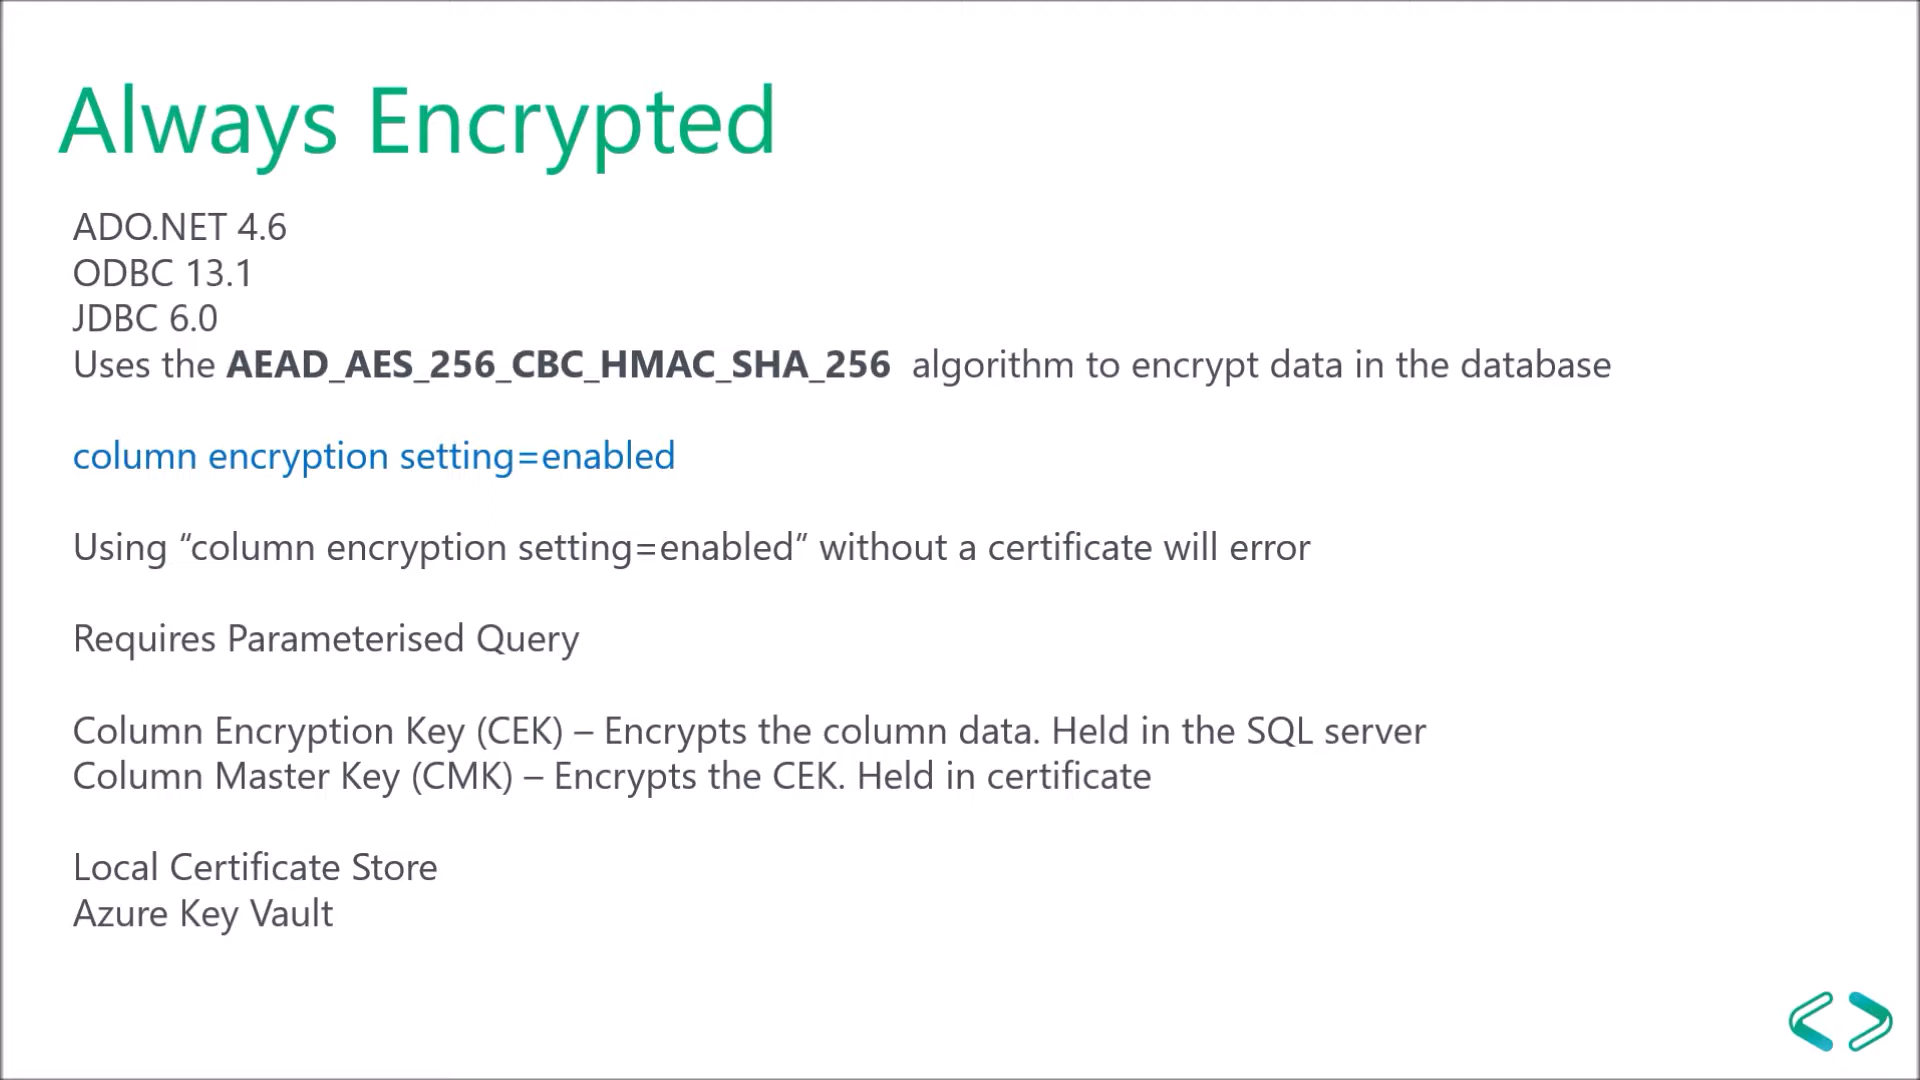 Always Encrypted
ADO.NET 4.6
ODBC 13.1
JDBC 6.0
Uses the AEAD_AES_256_CBC_HMAC_SHA_256 algorithm to encrypt data in the database
column encryption setting=enabled
Using “column encryption setting=enabled” without a certificate will error
Requires Parameterised Query
Column Encryption Key (CEK) – Encrypts the column data. Held in the SQL server
Column Master Key (CMK) – Encrypts the CEK. Held in certificate
Local Certificate Store
Azure Key Vault